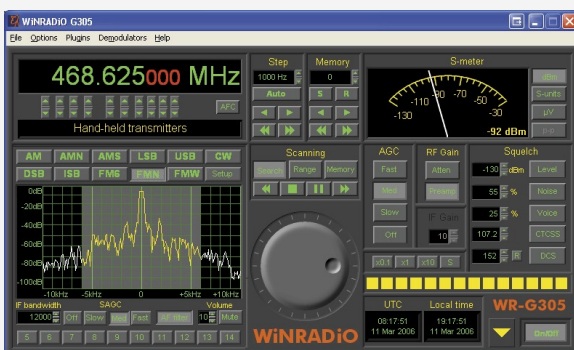 WiNRADiO G305
File Options Plugins Demodulators Help
468.625000 MHz
AFC
Hand-held transmitters
Step
1000 Hz
Auto
Memory
0
S R
S-meter
-130 -110 -90 -70 -50 -30
-92 dBm
dBm
S-units
µV
p-e
AM AMN AMS LSB USB CW
DSB ISB FM6 FMN FMW Setup
0dB
-20dB
-40dB
-60dB
-80dB
-100dB
-10kHz -5kHz 0 +5kHz +10kHz
IF bandwidth SAGC Volume
12000 Off Slow Med Fast AF filter 10 Mute
5 6 7 8 9 10 11 12 13 14
Scanning
Search Range Memory
WiNRADiO
AGC
Fast
Med
Slow
Off
RF Gain
Atten
Preamp
IF Gain
10
x0.1 x1 x10 S
Squelch
-130 dBm Level
55 % Noise
25 % Voice
107.2 CTCSS
152 R DCS
UTC
08:17:51
11 Mar 2006
Local time
19:17:51
11 Mar 2006
WR-G305
On/Off